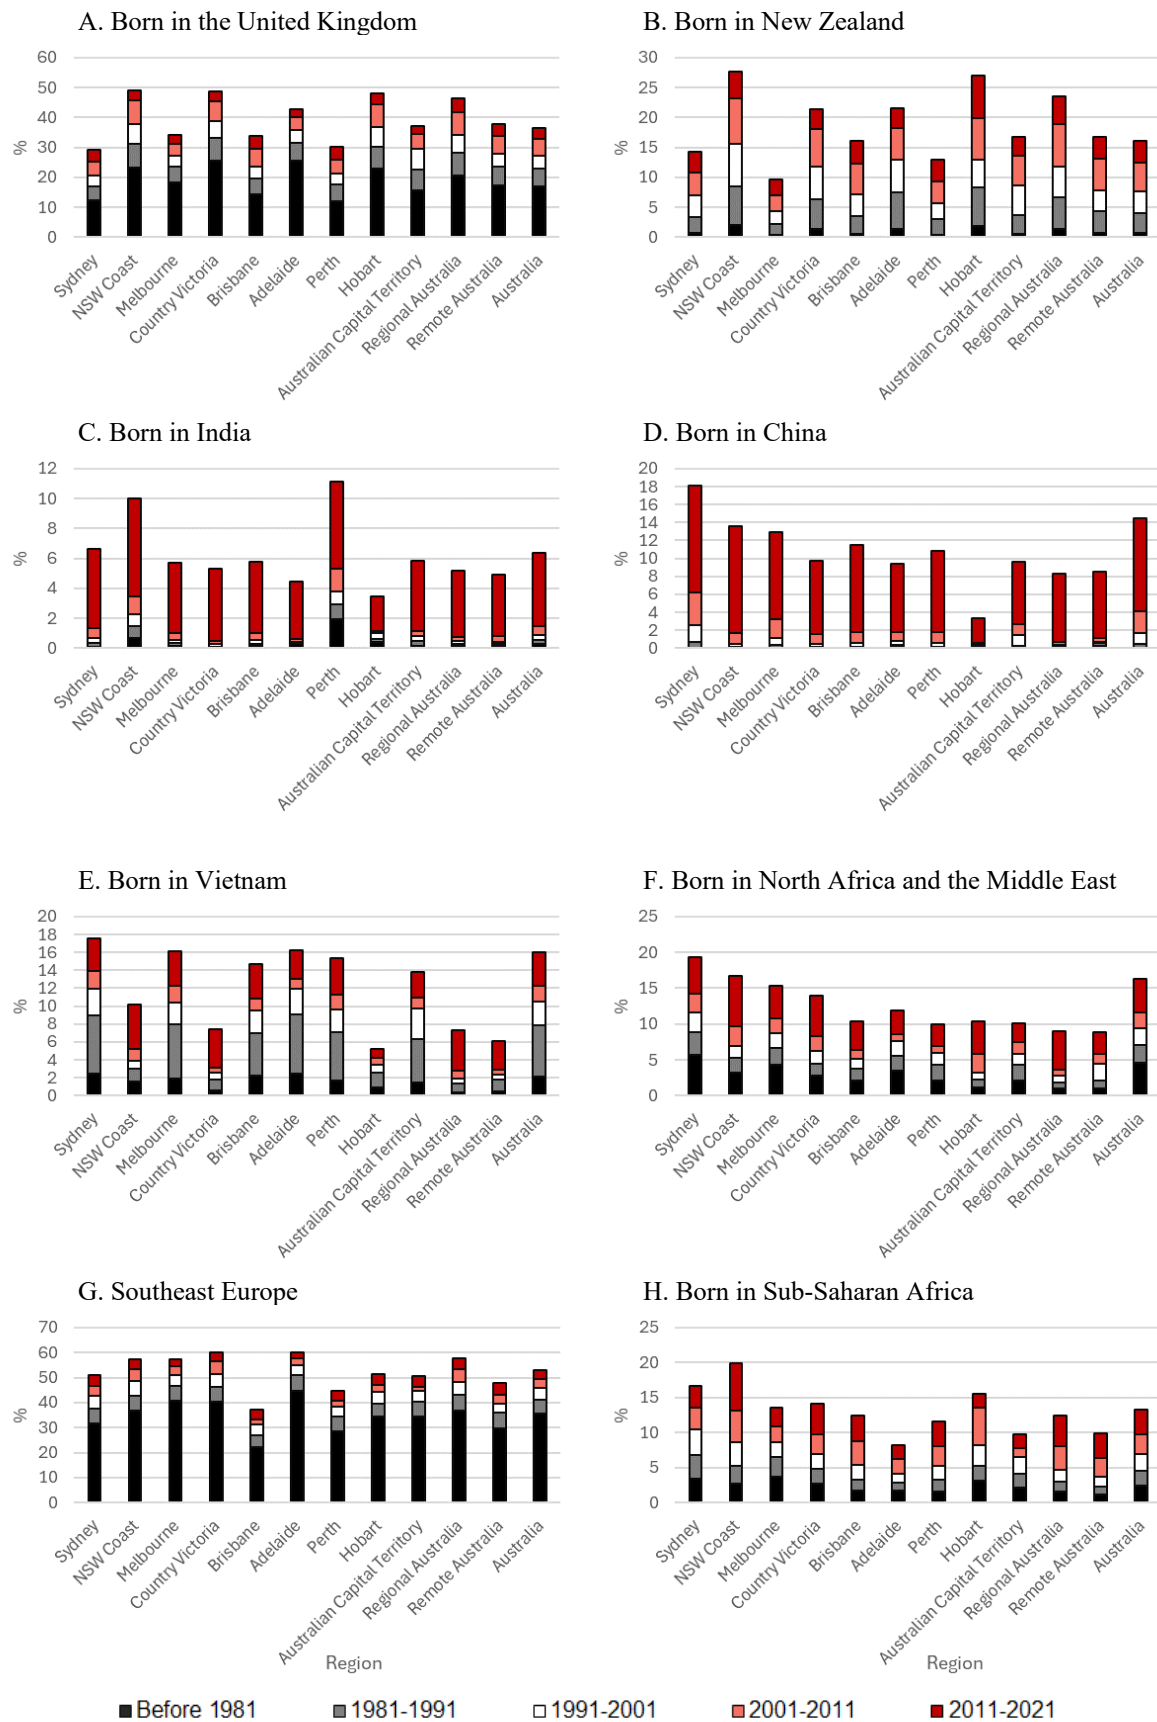 A. Born in the United Kingdom
B. Born in New Zealand
60
50
40
30
20
10
0
%
Sydney
NSW Coast
Melbourne
Country Victoria
Brisbane
Adelaide
Perth
Hobart
Australian Capital Territory
Regional Australia
Remote Australia
Australia
30
25
20
15
10
5
0
%
Sydney
NSW Coast
Melbourne
Country Victoria
Brisbane
Adelaide
Perth
Hobart
Australian Capital Territory
Regional Australia
Remote Australia
Australia
C. Born in India
D. Born in China
12
10
8
6
4
2
0
%
Sydney
NSW Coast
Melbourne
Country Victoria
Brisbane
Adelaide
Perth
Hobart
Australian Capital Territory
Regional Australia
Remote Australia
Australia
20
18
16
14
12
10
8
6
4
2
0
%
Sydney
NSW Coast
Melbourne
Country Victoria
Brisbane
Adelaide
Perth
Hobart
Australian Capital Territory
Regional Australia
Remote Australia
Australia
E. Born in Vietnam
F. Born in North Africa and the Middle East
20
18
16
14
12
10
8
6
4
2
0
%
Sydney
NSW Coast
Melbourne
Country Victoria
Brisbane
Adelaide
Perth
Hobart
Australian Capital Territory
Regional Australia
Remote Australia
Australia
25
20
15
10
5
0
%
Sydney
NSW Coast
Melbourne
Country Victoria
Brisbane
Adelaide
Perth
Hobart
Australian Capital Territory
Regional Australia
Remote Australia
Australia
G. Southeast Europe
H. Born in Sub-Saharan Africa
70
60
50
40
30
20
10
0
%
Sydney
NSW Coast
Melbourne
Country Victoria
Brisbane
Adelaide
Perth
Hobart
Australian Capital Territory
Regional Australia
Remote Australia
Australia
Region
25
20
15
10
5
0
%
Sydney
NSW Coast
Melbourne
Country Victoria
Brisbane
Adelaide
Perth
Hobart
Australian Capital Territory
Regional Australia
Remote Australia
Australia
Region
Before 1981
1981-1991
1991-2001
2001-2011
2011-2021